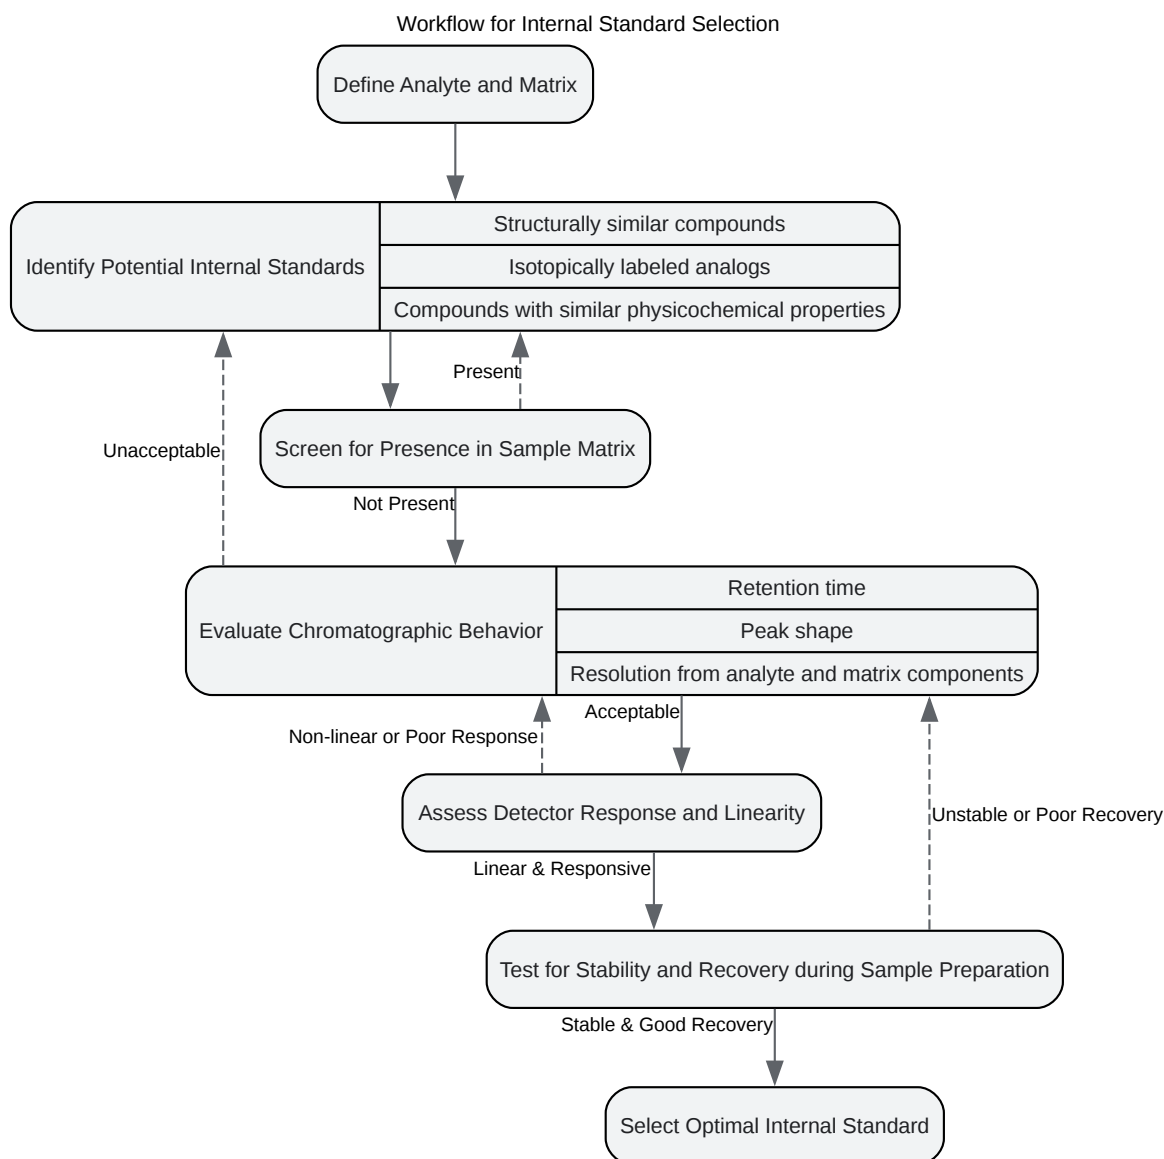 Workflow for Internal Standard Selection
Define Analyte and Matrix
Identify Potential Internal Standards
Structurally similar compounds
Isotopically labeled analogs
Compounds with similar physicochemical properties
Present
Unacceptable
Screen for Presence in Sample Matrix
Not Present
Evaluate Chromatographic Behavior
Retention time
Peak shape
Resolution from analyte and matrix components
Acceptable
Non-linear or Poor Response
Assess Detector Response and Linearity
Unstable or Poor Recovery
Linear & Responsive
Test for Stability and Recovery during Sample Preparation
Stable & Good Recovery
Select Optimal Internal Standard